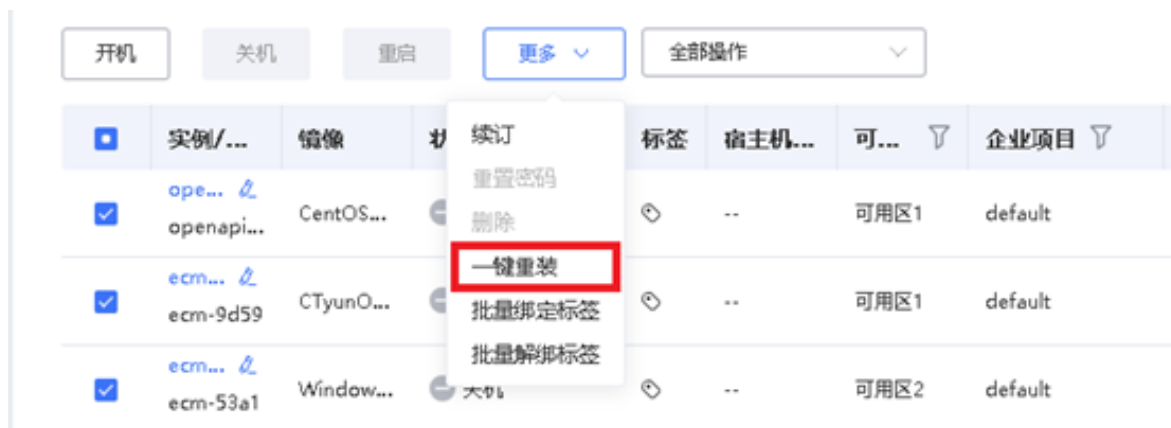 开机 关机 重启 更多 全部操作
实例/... 镜像 标签 宿主机... 可... 企业项目
续订
重置密码
删除
一键重装
批量绑定标签
批量解绑标签
ope...
openapi... CentOS... -- 可用区1 default
ecm...
ecm-9d59 CTyunO... -- 可用区1 default
ecm...
ecm-53a1 Window... 关机 -- 可用区2 default